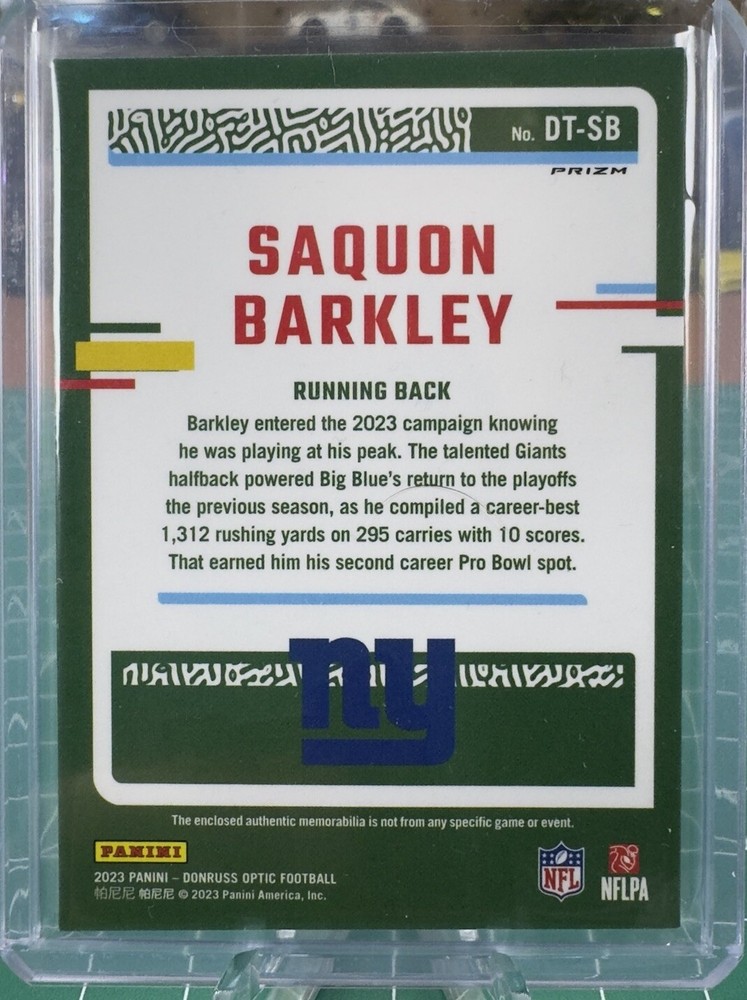 No. DT-SB
PRIZM
SAQUON
BARKLEY
RUNNING BACK
Barkley entered the 2023 campaign knowing
he was playing at his peak. The talented Giants
halfback powered Big Blue's return to the playoffs
the previous season, as he compiled a career-best
1,312 rushing yards on 295 carries with 10 scores.
That earned him his second career Pro Bowl spot.
ny
The enclosed authentic memorabilia is not from any specific game or event.
PANINI
2023 PANINI – DONRUSS OPTIC FOOTBALL
帕尼尼 帕尼尼 © 2023 Panini America, Inc.
NFL
NFLPA